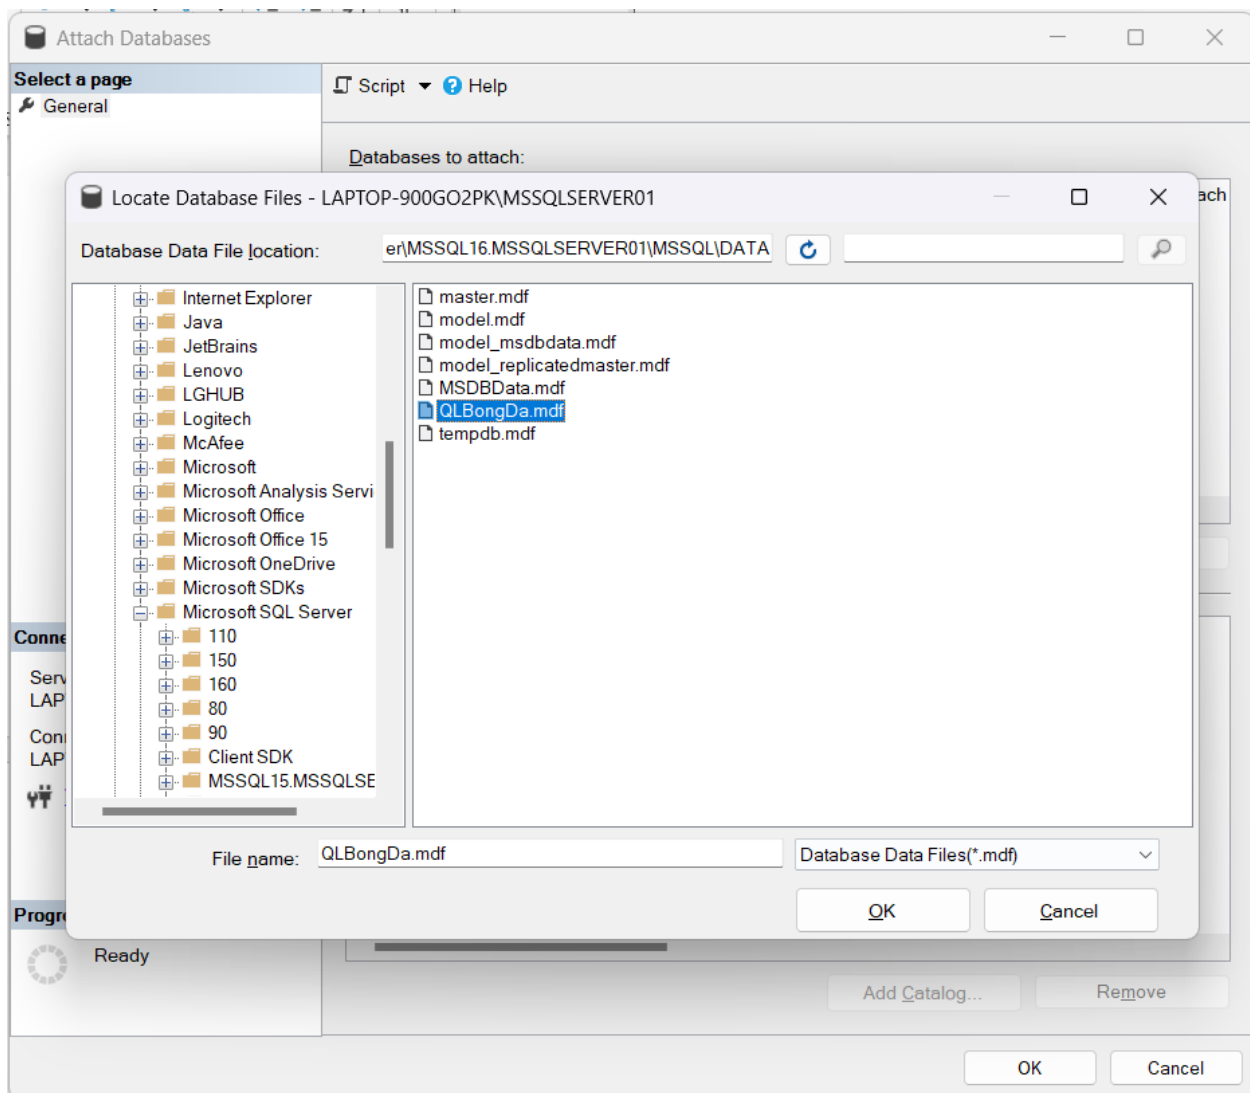 Attach Databases
Select a page
General
Script
Help
Databases to attach:
ach
Locate Database Files - LAPTOP-900GO2PK\MSSQLSERVER01
Database Data File location:
er\MSSQL16.MSSQLSERVER01\MSSQL\DATA
Internet Explorer
Java
JetBrains
Lenovo
LGHUB
Logitech
McAfee
Microsoft
Microsoft Analysis Servi
Microsoft Office
Microsoft Office 15
Microsoft OneDrive
Microsoft SDKs
Microsoft SQL Server
110
150
160
80
90
Client SDK
MSSQL15.MSSQLSE
master.mdf
model.mdf
model_msdbdata.mdf
model_replicatedmaster.mdf
MSDBData.mdf
QLBongDa.mdf
tempdb.mdf
File name:
QLBongDa.mdf
Database Data Files(*.mdf)
OK
Cancel
Conne
Serv
LAP
Con
LAP
Progre
Ready
Add Catalog...
Remove
OK
Cancel